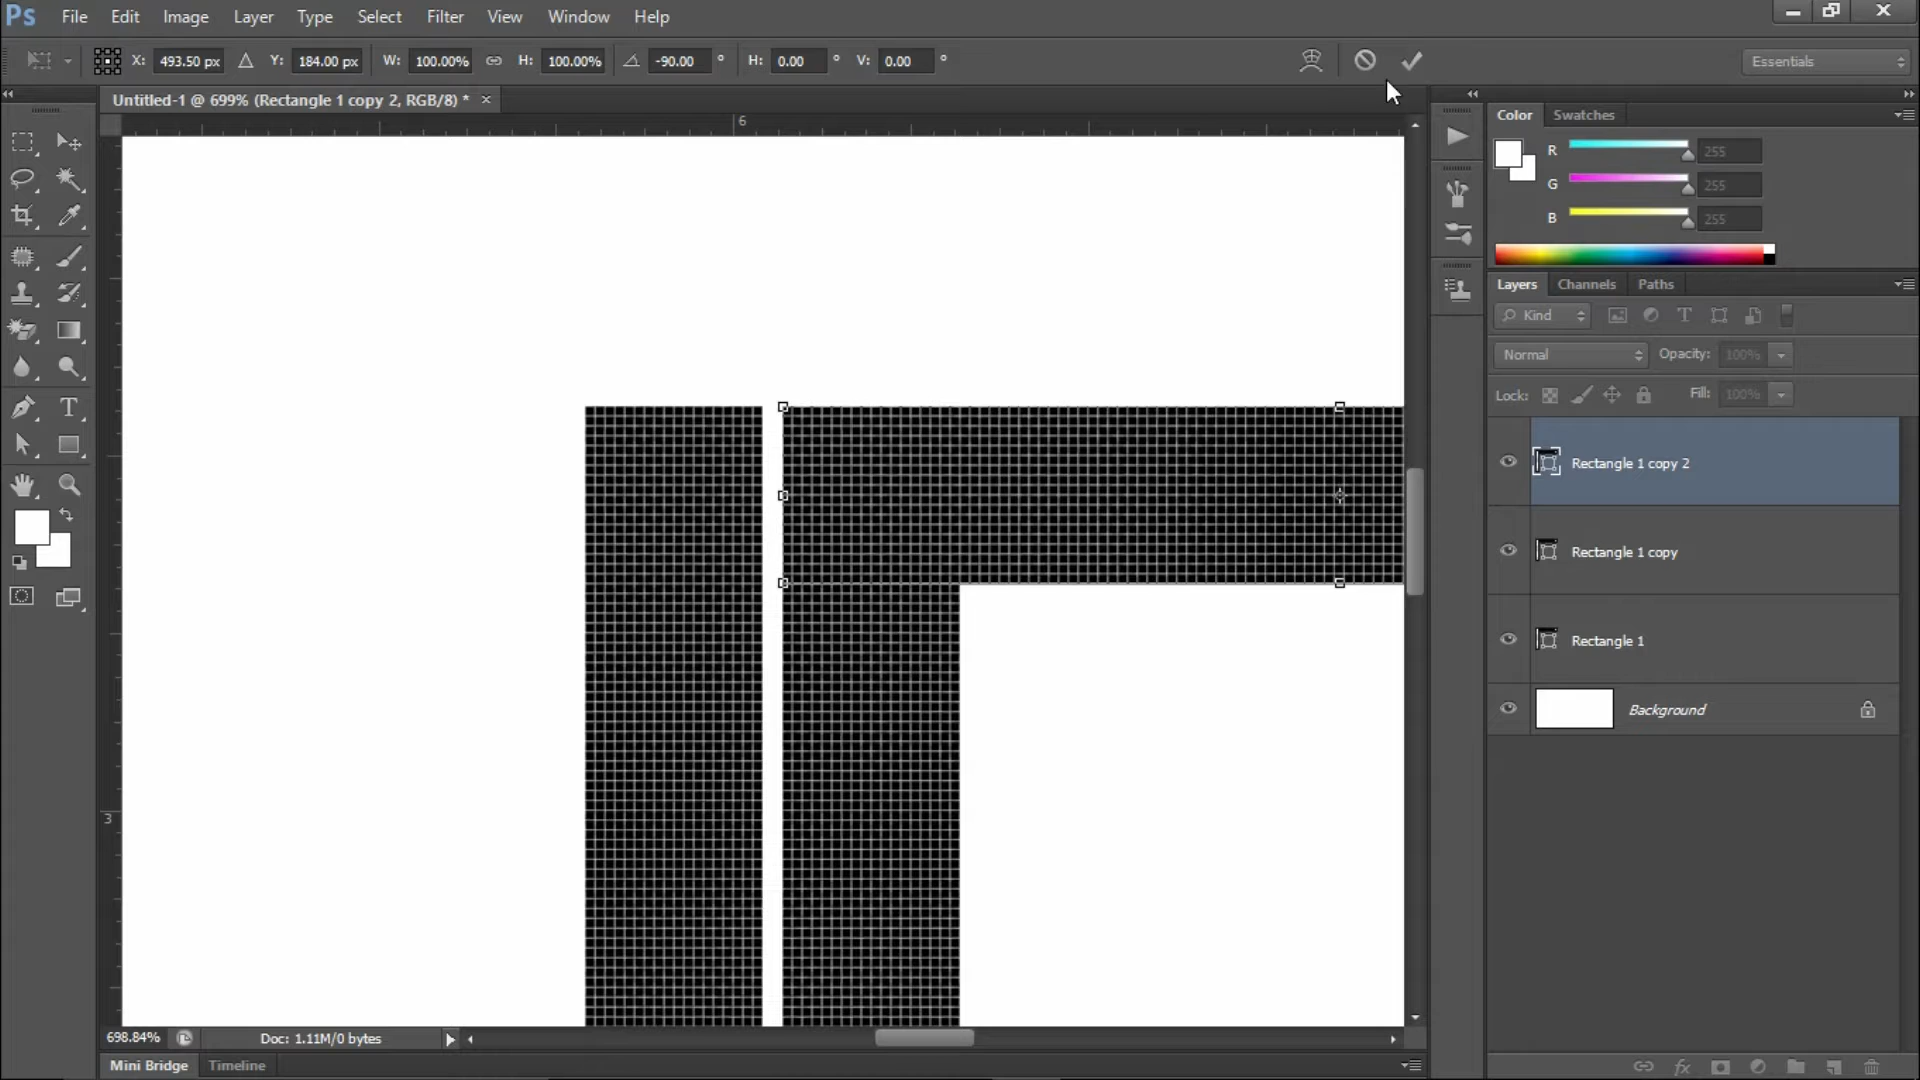 Ps File Edit Image Layer Type Select Filter View Window Help
X: 493.50 px Y: 184.00 px W: 100.00% H: 100.00% -90.00 ° H: 0.00 ° V: 0.00 ° Essentials
Untitled-1 @ 699% (Rectangle 1 copy 2, RGB/8) *
6
3
Color Swatches
R 255
G 255
B 255
Layers Channels Paths
Kind
Normal Opacity: 100%
Lock: Fill: 100%
Rectangle 1 copy 2
Rectangle 1 copy
Rectangle 1
Background
698.84% Doc: 1.11M/0 bytes
Mini Bridge Timeline